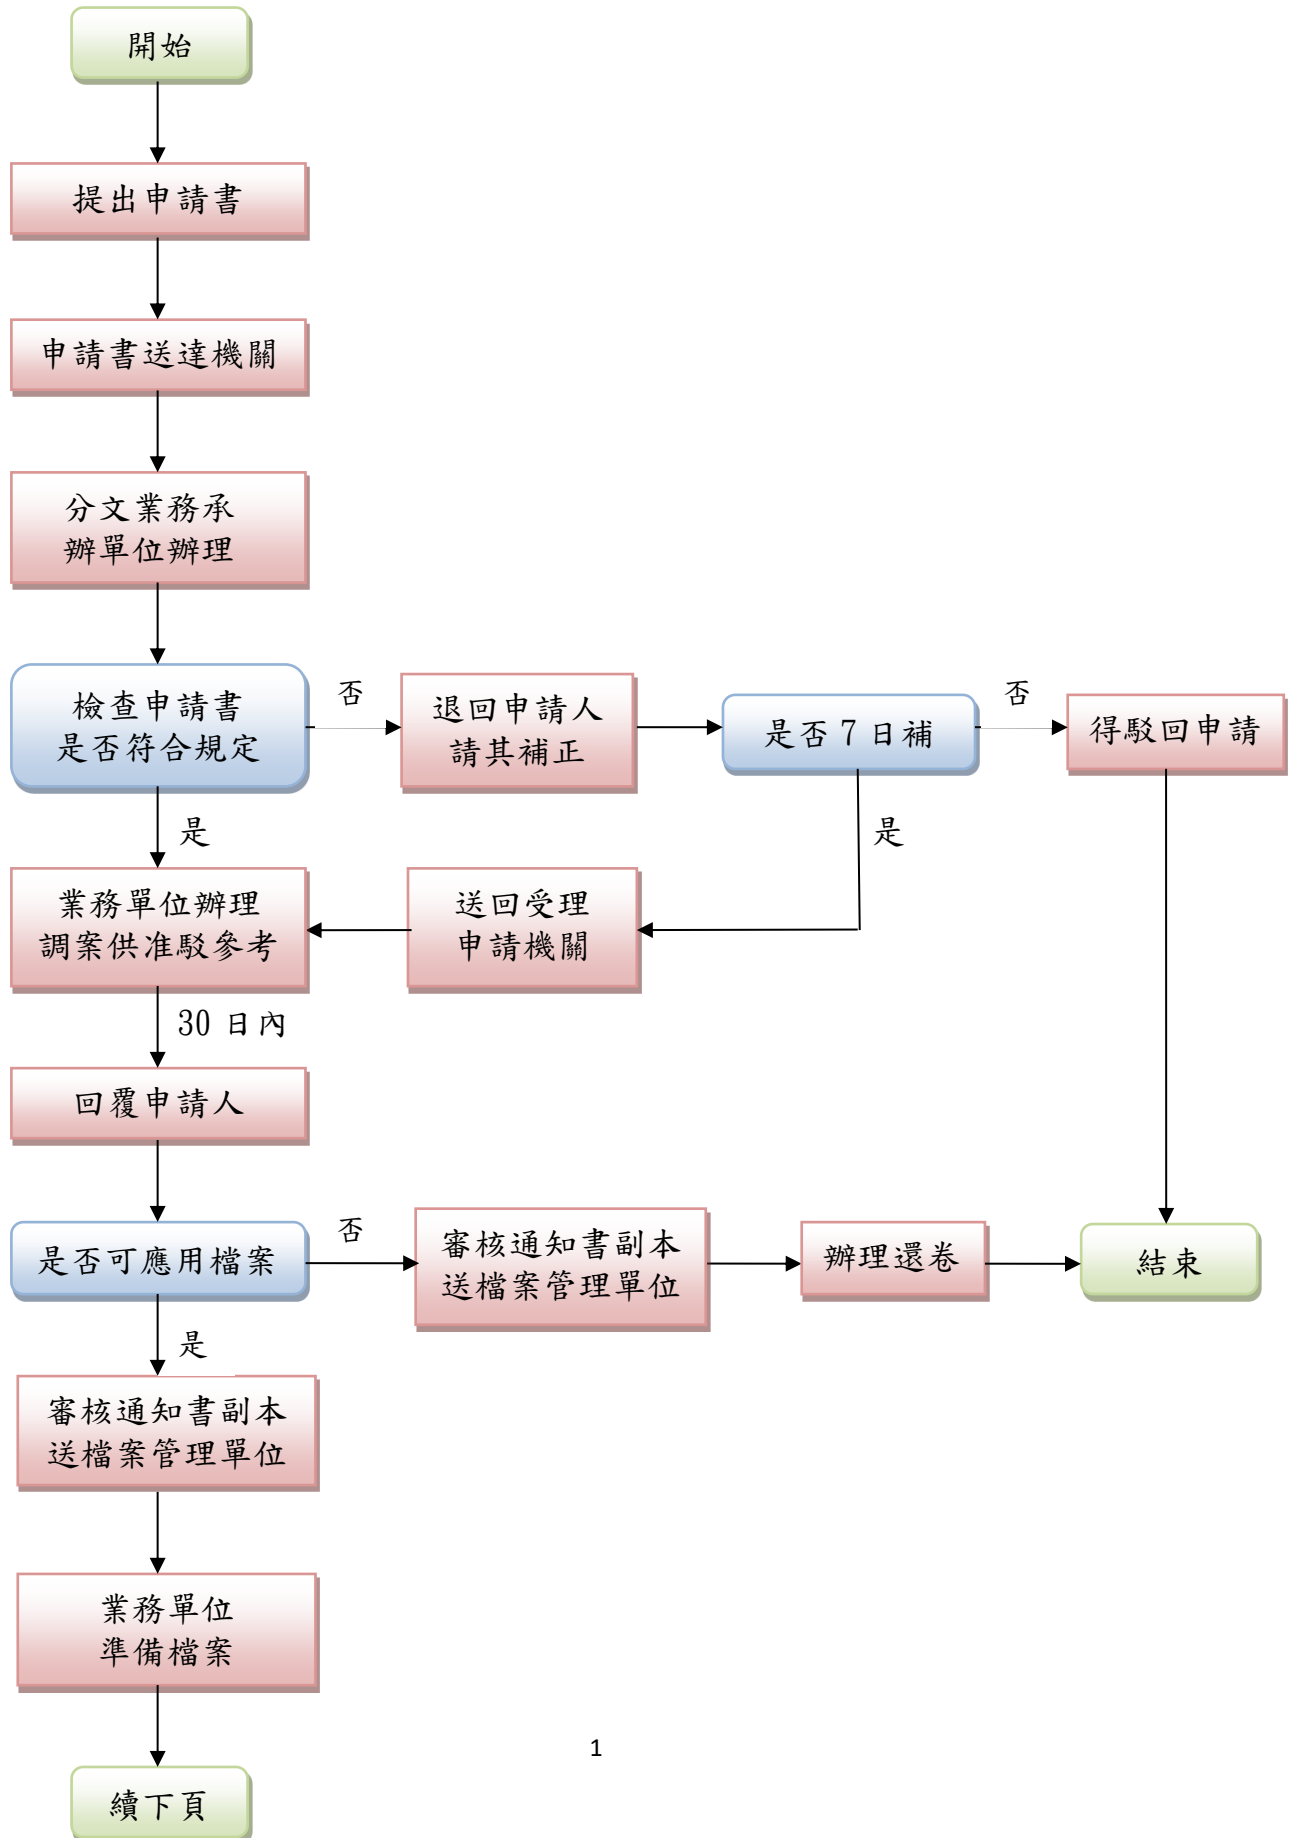 開始
提出申請書
申請書送達機關
分文業務承
辦單位辦理
檢查申請書
是否符合規定
否
退回申請人
請其補正
是否 7 日補
否
得駁回申請
是
是
業務單位辦理
調案供准駁參考
送回受理
申請機關
30 日內
回覆申請人
是否可應用檔案
否
審核通知書副本
送檔案管理單位
辦理還卷
結束
是
審核通知書副本
送檔案管理單位
業務單位
準備檔案
1
續下頁